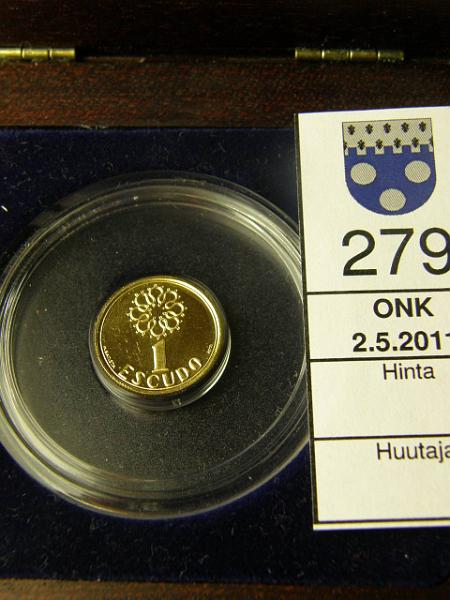 1
ESCUDO
279
ONK
2.5.2011
Hinta
Huutaja